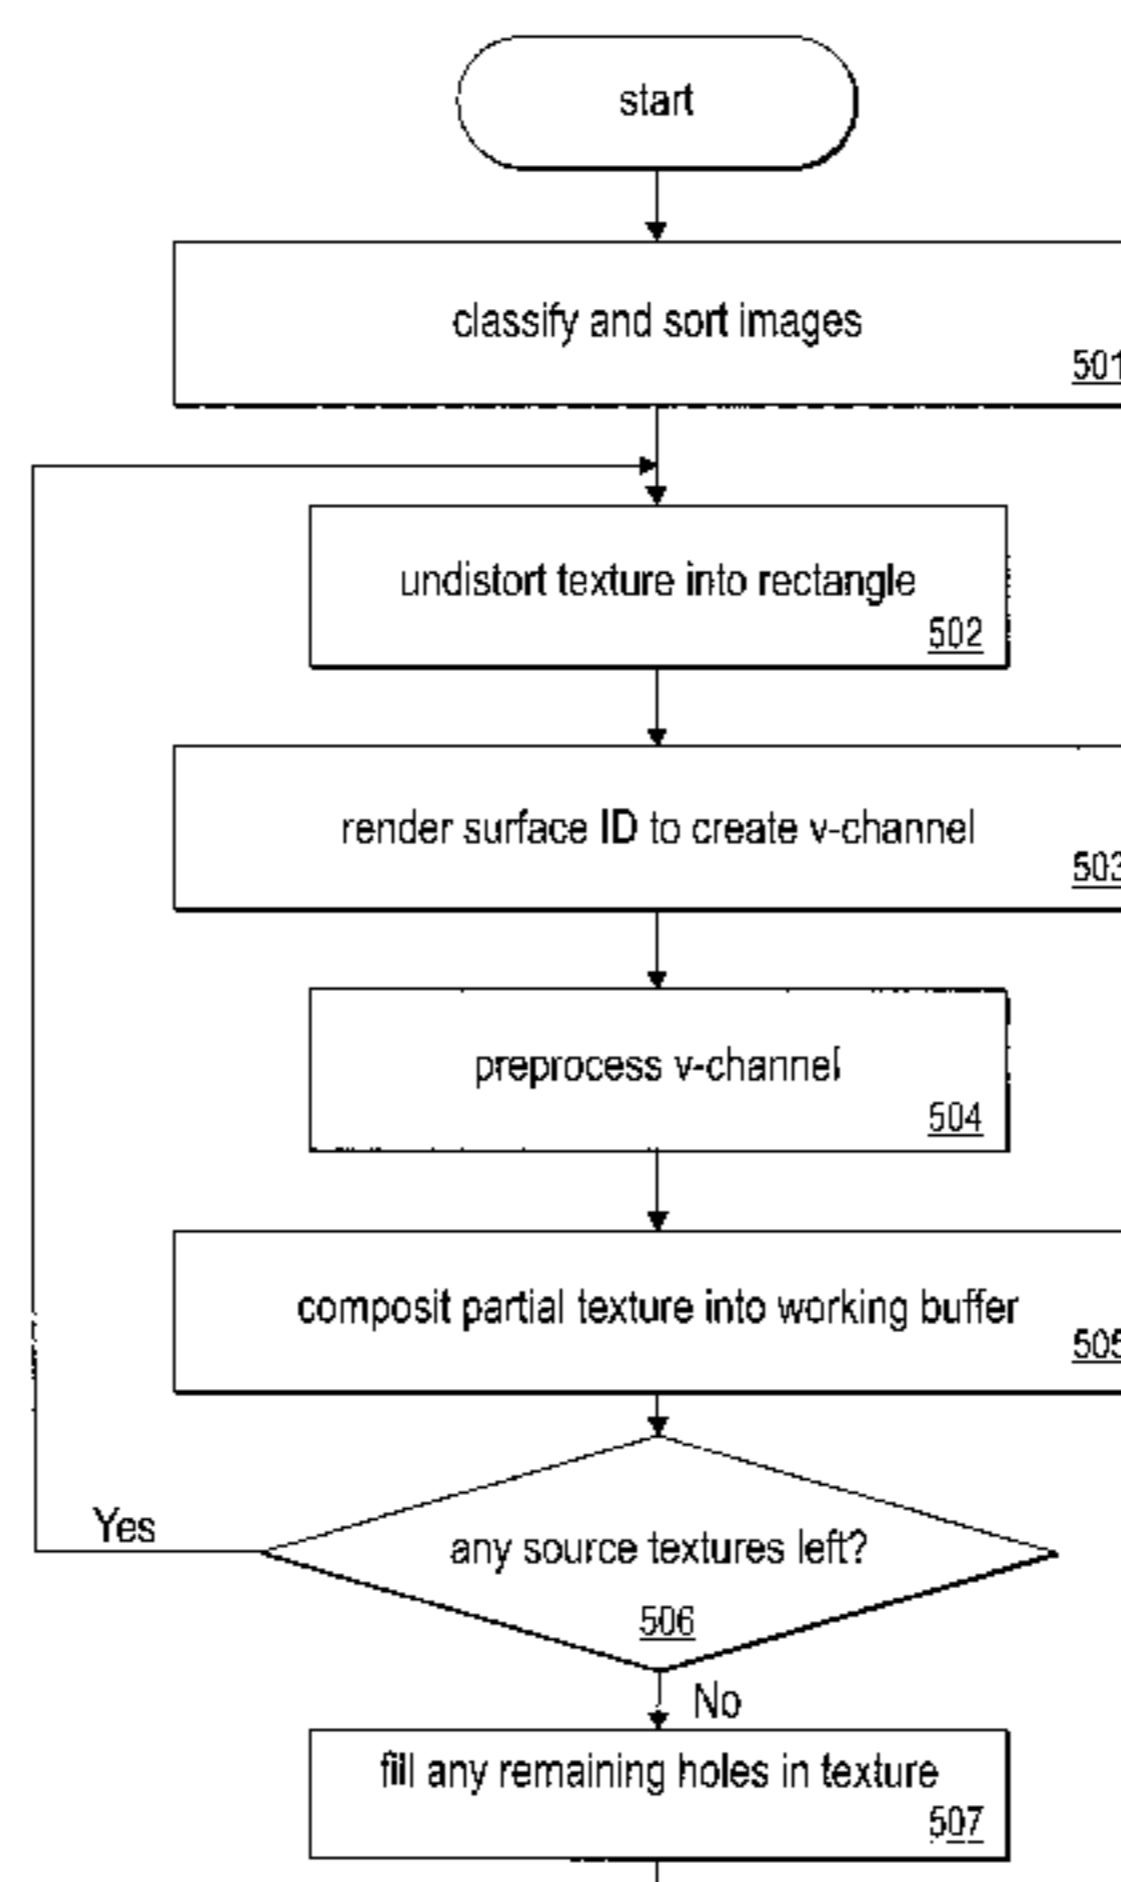 start
classify and sort images
501
undistort texture into rectangle
502
render surface ID to create v-channel
503
preprocess v-channel
504
composit partial texture into working buffer
505
Yes
any source textures left?
506
No
fill any remaining holes in texture
507